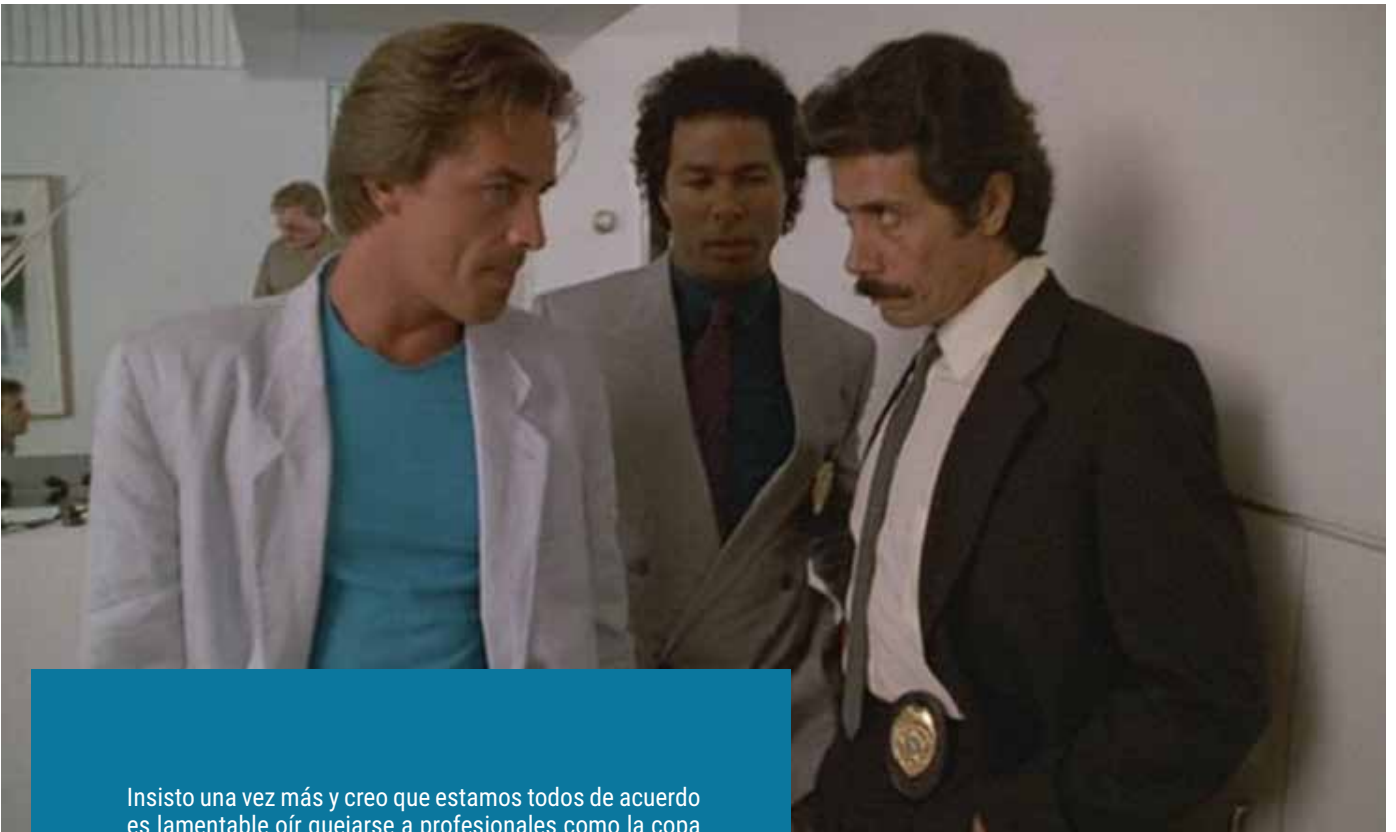 Insisto una vez más y creo que estamos todos de acuerdo
es lamentable oír quejarse a profesionales como la copa